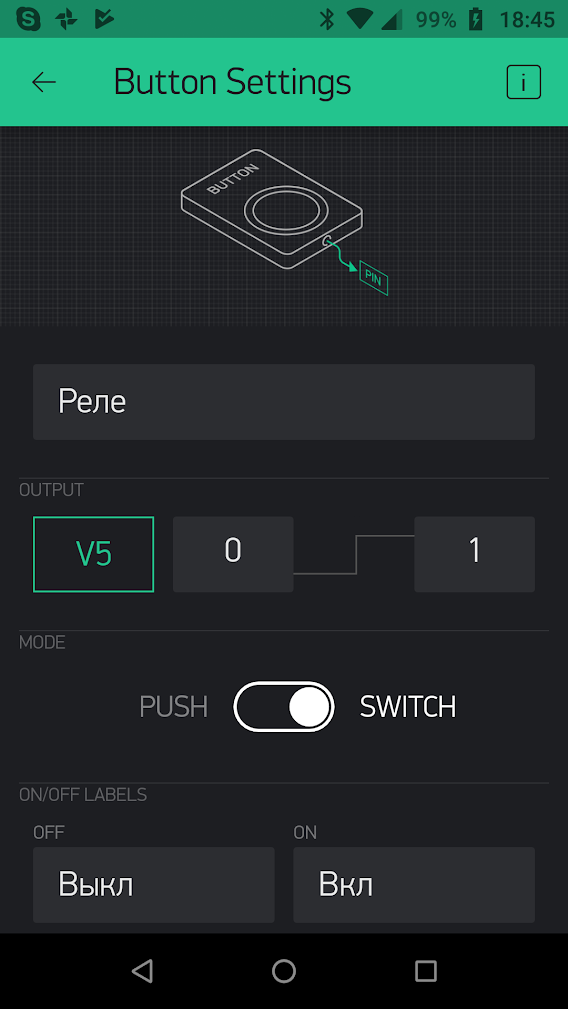 99% 18:45
Button Settings
i
BUTTON
PIN
Реле
OUTPUT
V5 0 1
MODE
PUSH SWITCH
ON/OFF LABELS
OFF ON
Выкл Вкл